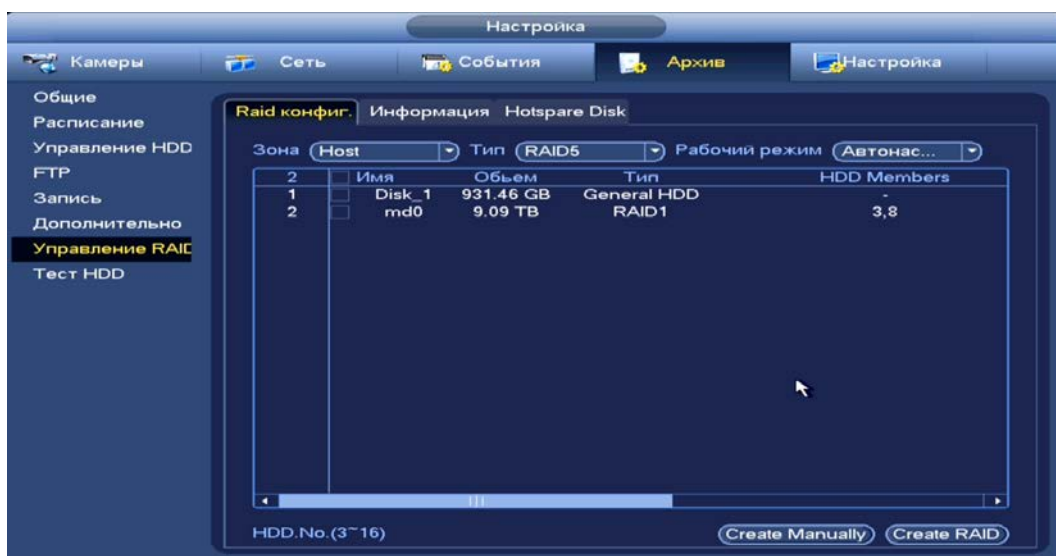 Настройка
Камеры Сеть События Архив Настройка
Общие
Расписание
Управление HDD
FTP
Запись
Дополнительно
Управление RAID
Тест HDD
Raid конфиг. Информация Hotspare Disk
Зона Host Тип RAID5 Рабочий режим Автонас...
2 Имя Обьем Тип HDD Members
1 Disk_1 931.46 GB General HDD -
2 md0 9.09 TB RAID1 3,8
HDD.No.(3~16) Create Manually Create RAID